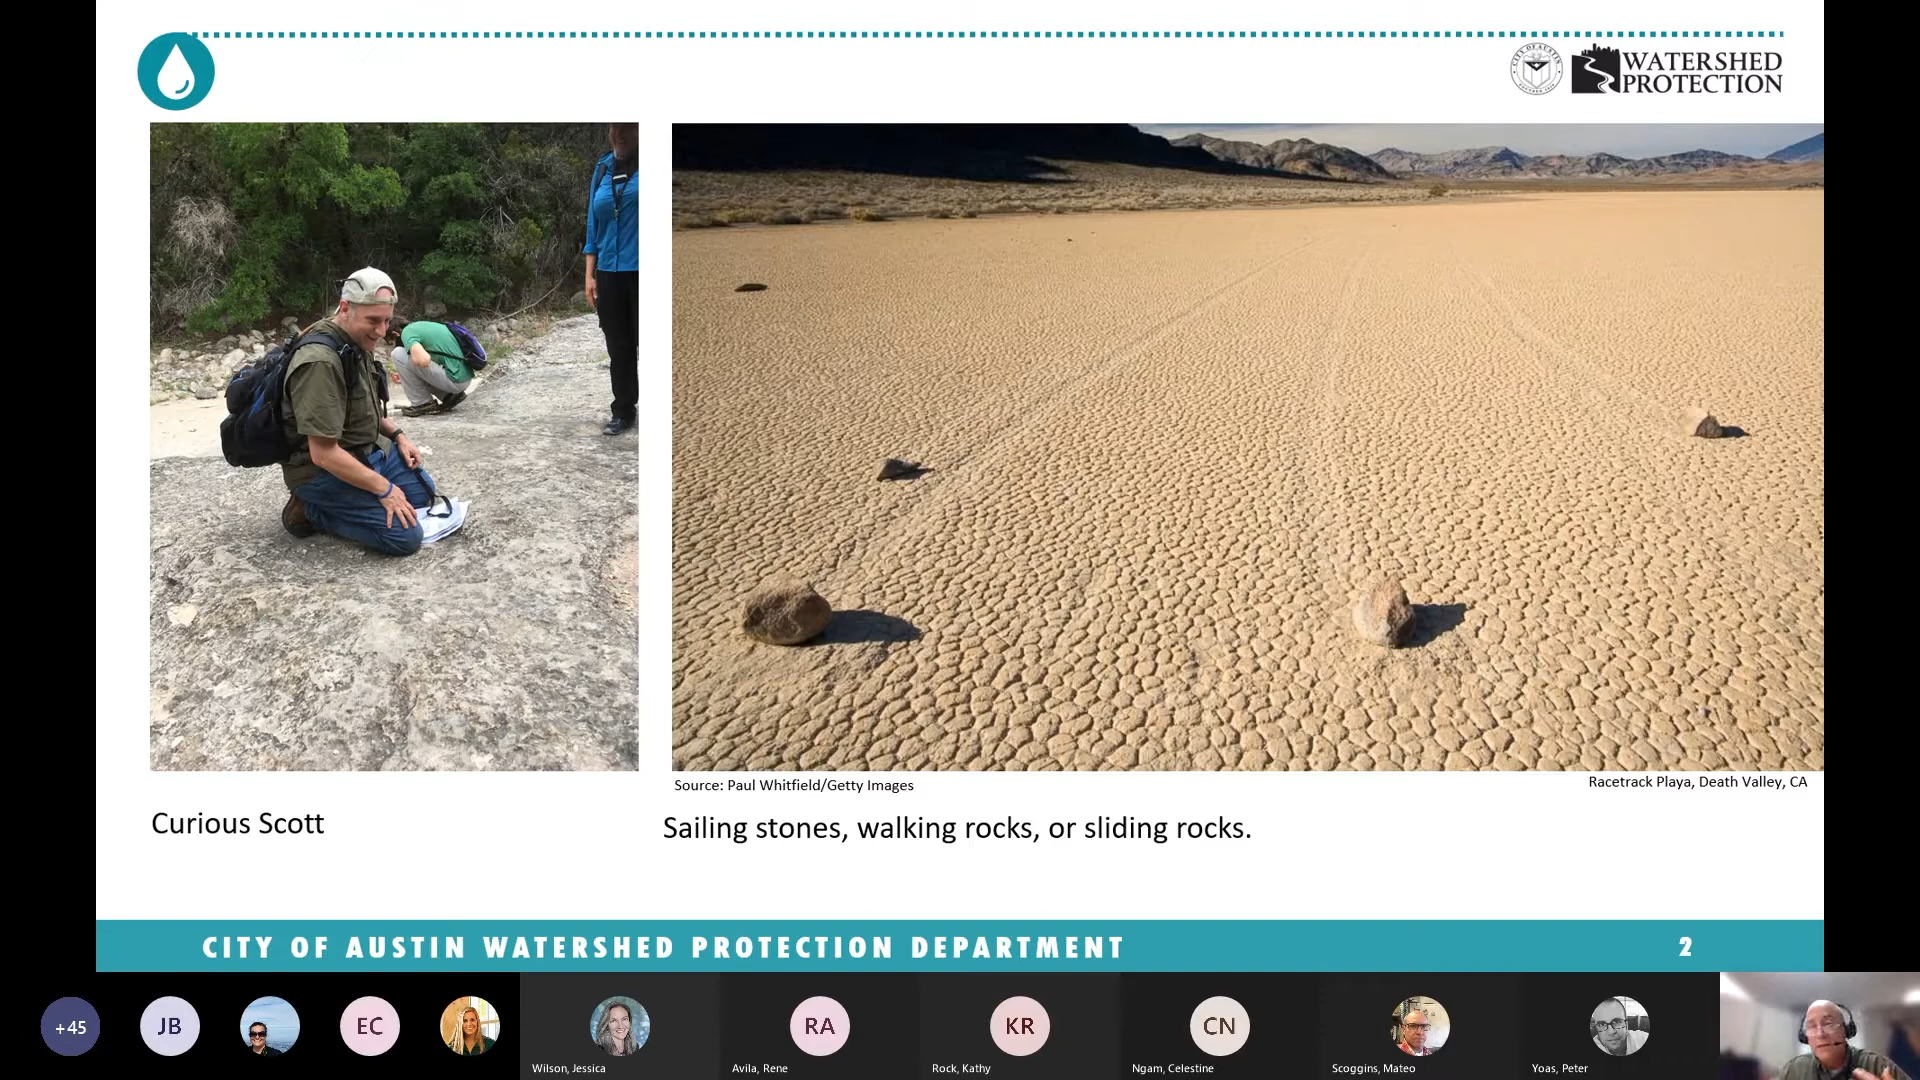 WATERSHED
PROTECTION
Source: Paul Whitfield/Getty Images
Racetrack Playa, Death Valley, CA
Curious Scott
Sailing stones, walking rocks, or sliding rocks.
CITY OF AUSTIN WATERSHED PROTECTION DEPARTMENT
2
+45
JB
EC
RA
KR
CN
Wilson, Jessica
Avila, Rene
Rock, Kathy
Ngam, Celestine
Scoggins, Mateo
Yoas, Peter